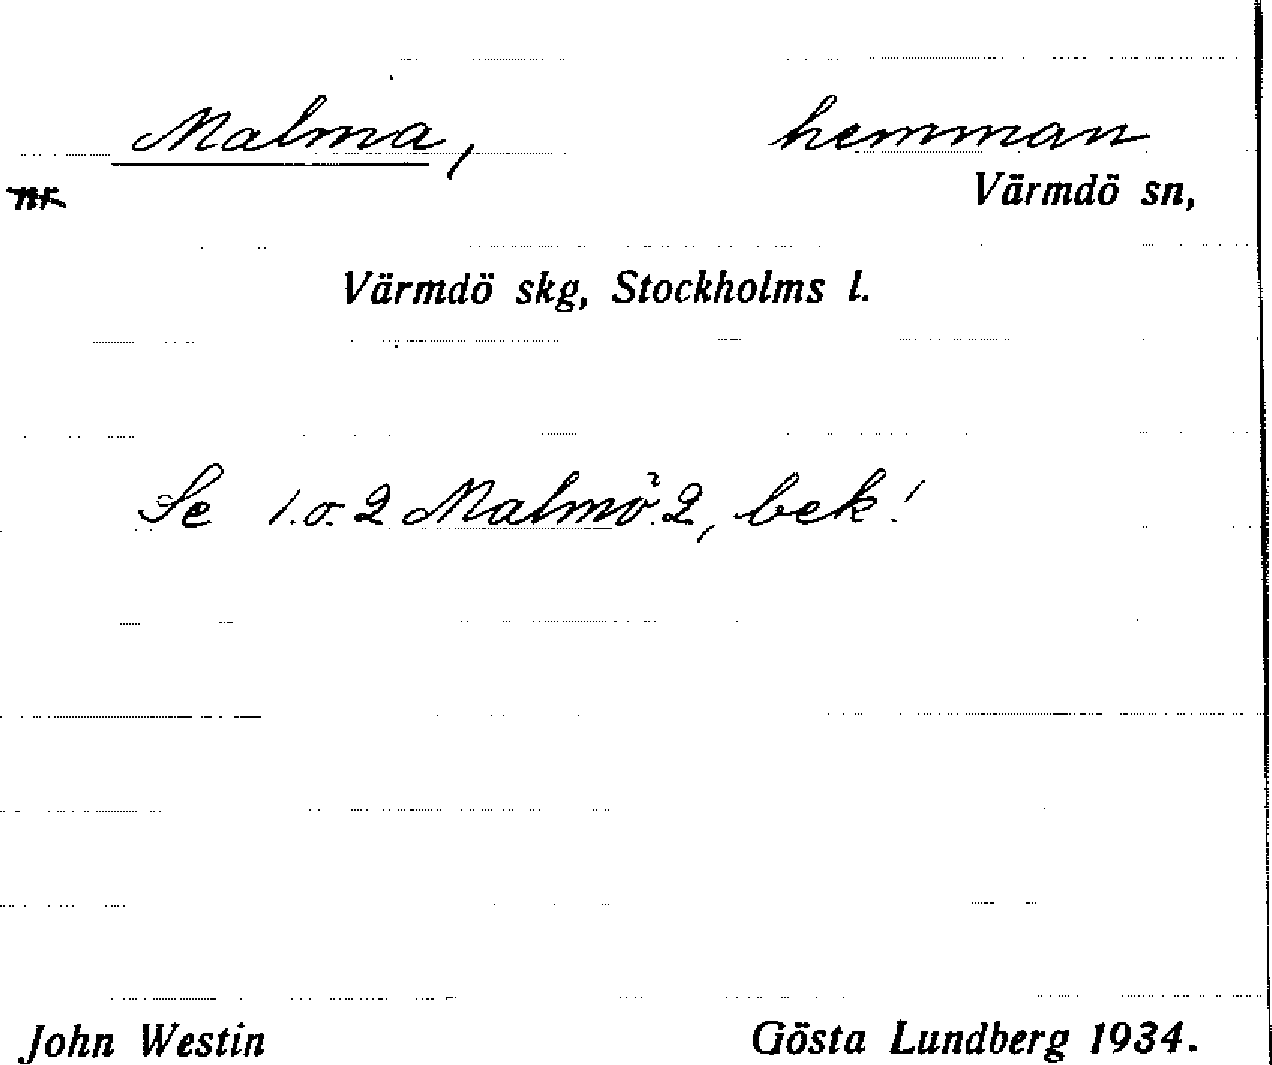 Malma, hemman
Värmdö sn,
Värmdö skg, Stockholms l.
Se 1. o. 2 Malmö 2, bek!
John Westin Gösta Lundberg 1934.